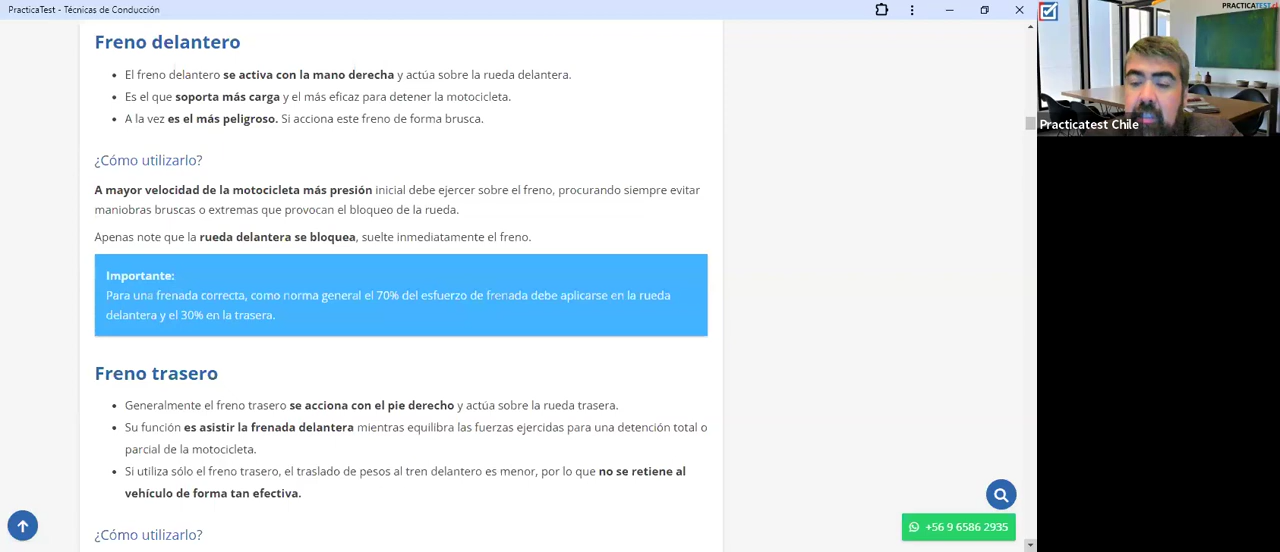 PracticaTest - Técnicas de Conducción
Freno delantero
• El freno delantero se activa con la mano derecha y actúa sobre la rueda delantera.
• Es el que soporta más carga y el más eficaz para detener la motocicleta.
• A la vez es el más peligroso. Si acciona este freno de forma brusca.
¿Cómo utilizarlo?
A mayor velocidad de la motocicleta más presión inicial debe ejercer sobre el freno, procurando siempre evitar
maniobras bruscas o extremas que provocan el bloqueo de la rueda.
Apenas note que la rueda delantera se bloquea, suelte inmediatamente el freno.
Importante:
Para una frenada correcta, como norma general el 70% del esfuerzo de frenada debe aplicarse en la rueda
delantera y el 30% en la trasera.
Freno trasero
• Generalmente el freno trasero se acciona con el pie derecho y actúa sobre la rueda trasera.
• Su función es asistir la frenada delantera mientras equilibra las fuerzas ejercidas para una detención total o
parcial de la motocicleta.
• Si utiliza sólo el freno trasero, el traslado de pesos al tren delantero es menor, por lo que no se retiene al
vehículo de forma tan efectiva.
¿Cómo utilizarlo?
+56 9 6586 2935
PRACTICATEST
Practicatest Chile